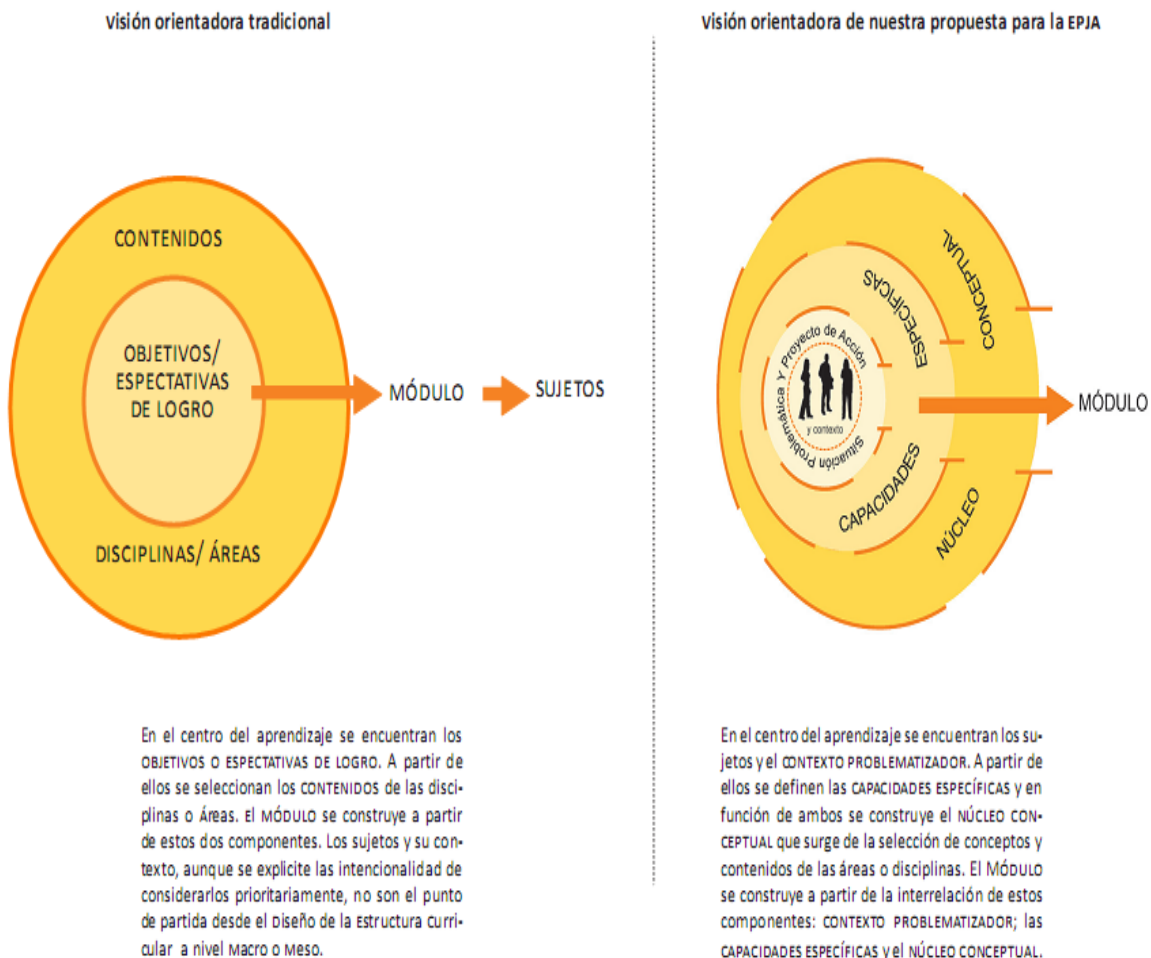 Visión orientadora tradicional
CONTENIDOS
OBJETIVOS/
ESPECTATIVAS
DE LOGRO
DISCIPLINAS/ ÁREAS
MÓDULO
SUJETOS
En el centro del aprendizaje se encuentran los
OBJETIVOS O ESPECTATIVAS DE LOGRO. A partir de
ellos se seleccionan los CONTENIDOS de las disci-
plinas o Áreas. El MÓDULO se construye a partir
de estos dos componentes. Los sujetos y su con-
texto, aunque se explicite las intencionalidad de
considerarlos prioritariamente, no son el punto
de partida desde el Diseño de la Estructura curri-
cular a nivel Macro o Meso.
Visión orientadora de nuestra propuesta para la EPJA
NÚCLEO
CONCEPTUAL
CAPACIDADES
ESPECÍFICAS
Situación Problemática Y Proyecto de Acción
y contexto
MÓDULO
En el centro del aprendizaje se encuentran los su-
jetos y el CONTEXTO PROBLEMATIZADOR. A partir de
ellos se definen las CAPACIDADES ESPECÍFICAS y en
función de ambos se construye el NÚCLEO CON-
CEPTUAL que surge de la selección de conceptos y
contenidos de las áreas o disciplinas. El MÓDULO
se construye a partir de la interrelación de estos
componentes: CONTEXTO PROBLEMATIZADOR; las
CAPACIDADES ESPECÍFICAS y el NÚCLEO CONCEPTUAL.